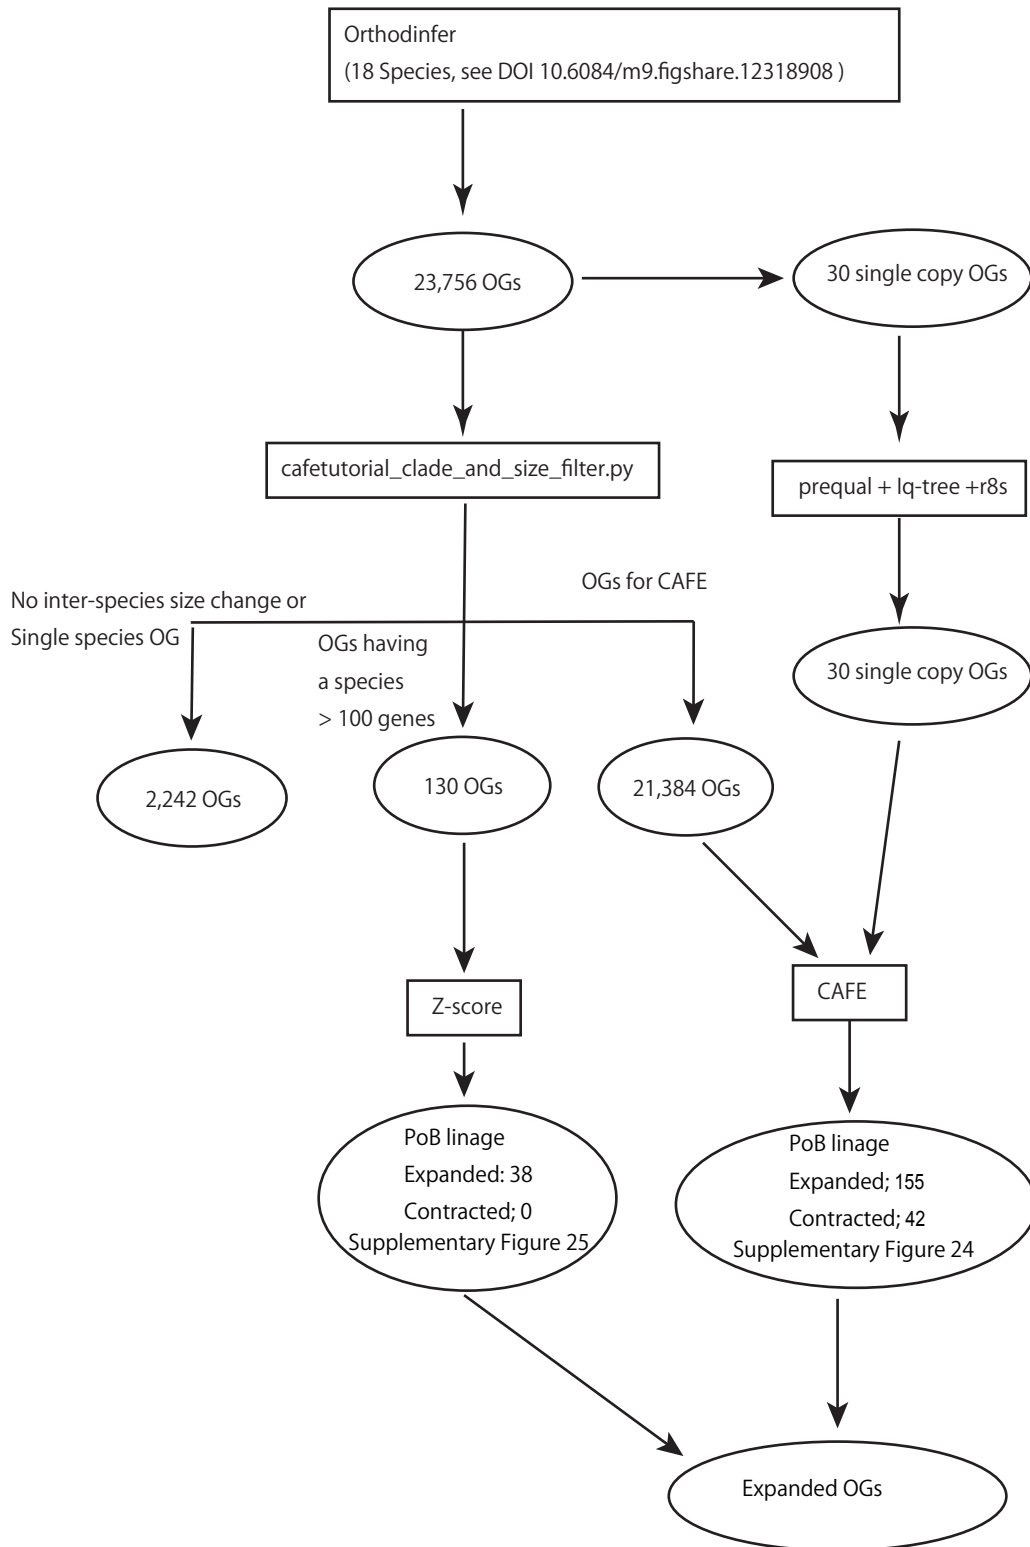 Orthodinfer
(18 Species, see DOI 10.6084/m9.figshare.12318908 )
23,756 OGs
30 single copy OGs
cafetutorial_clade_and_size_filter.py
prequal + Iq-tree +r8s
No inter-species size change or
Single species OG
OGs having
a species
> 100 genes
OGs for CAFE
30 single copy OGs
2,242 OGs
130 OGs
21,384 OGs
Z-score
CAFE
PoB linage
Expanded: 38
Contracted; 0
Supplementary Figure 25
PoB linage
Expanded; 155
Contracted; 42
Supplementary Figure 24
Expanded OGs